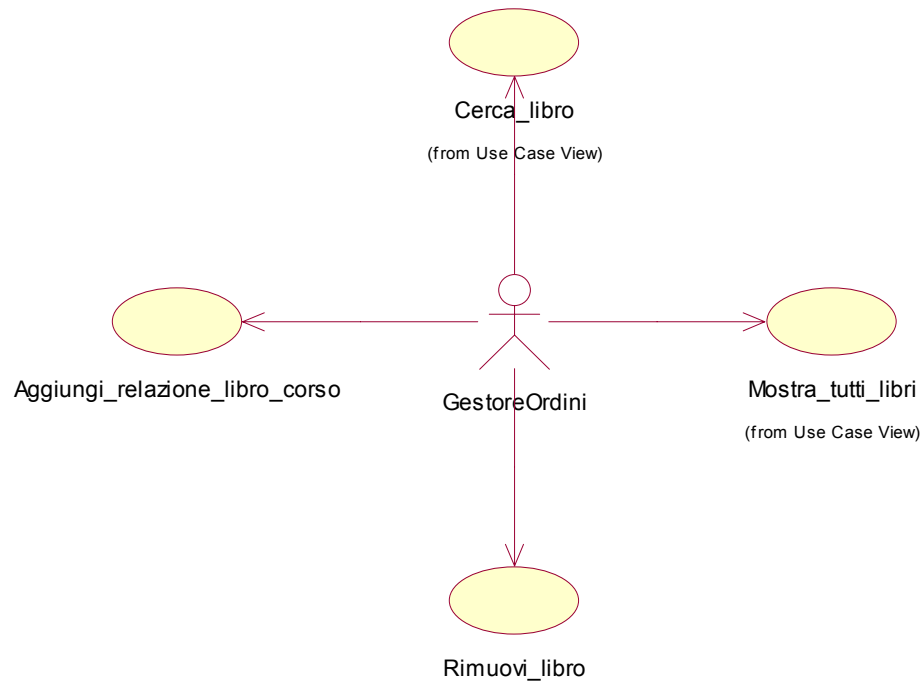 Cerca_libro
(from Use Case View)
Aggiungi_relazione_libro_corso
GestoreOrdini
Mostra_tutti_libri
(from Use Case View)
Rimuovi_libro